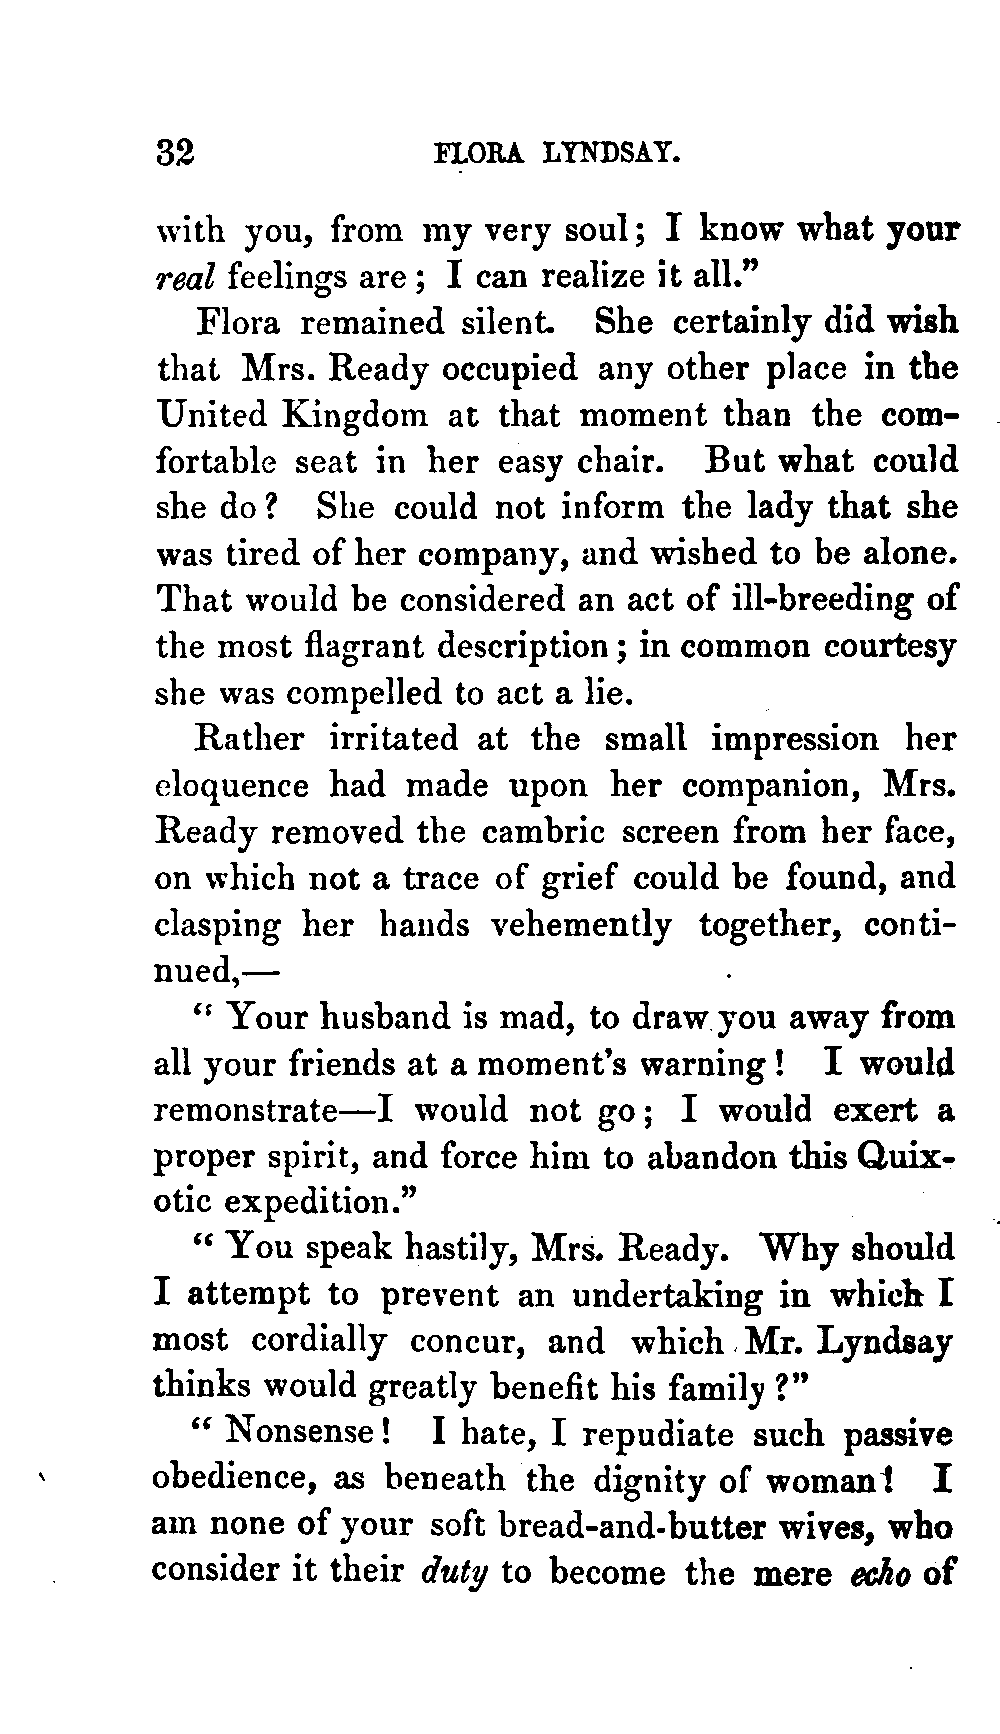 32 FLORA LYNDSAY.
with you, from my very soul; I know what your
real feelings are; I can realize it all."
Flora remained silent. She certainly did wish
that Mrs. Ready occupied any other place in the
United Kingdom at that moment than the com-
fortable seat in her easy chair. But what could
she do? She could not inform the lady that she
was tired of her company, and wished to be alone.
That would be considered an act of ill-breeding of
the most flagrant description; in common courtesy
she was compelled to act a lie.
Rather irritated at the small impression her
eloquence had made upon her companion, Mrs.
Ready removed the cambric screen from her face,
on which not a trace of grief could be found, and
clasping her hands vehemently together, conti-
nued,—
"Your husband is mad, to draw you away from
all your friends at a moment's warning! I would
remonstrate—I would not go; I would exert a
proper spirit, and force him to abandon this Quix-
otic expedition."
"You speak hastily, Mrs. Ready. Why should
I attempt to prevent an undertaking in which I
most cordially concur, and which Mr. Lyndsay
thinks would greatly benefit his family?"
"Nonsense! I hate, I repudiate such passive
obedience, as beneath the dignity of woman! I
am none of your soft bread-and-butter wives, who
consider it their duty to become the mere echo of